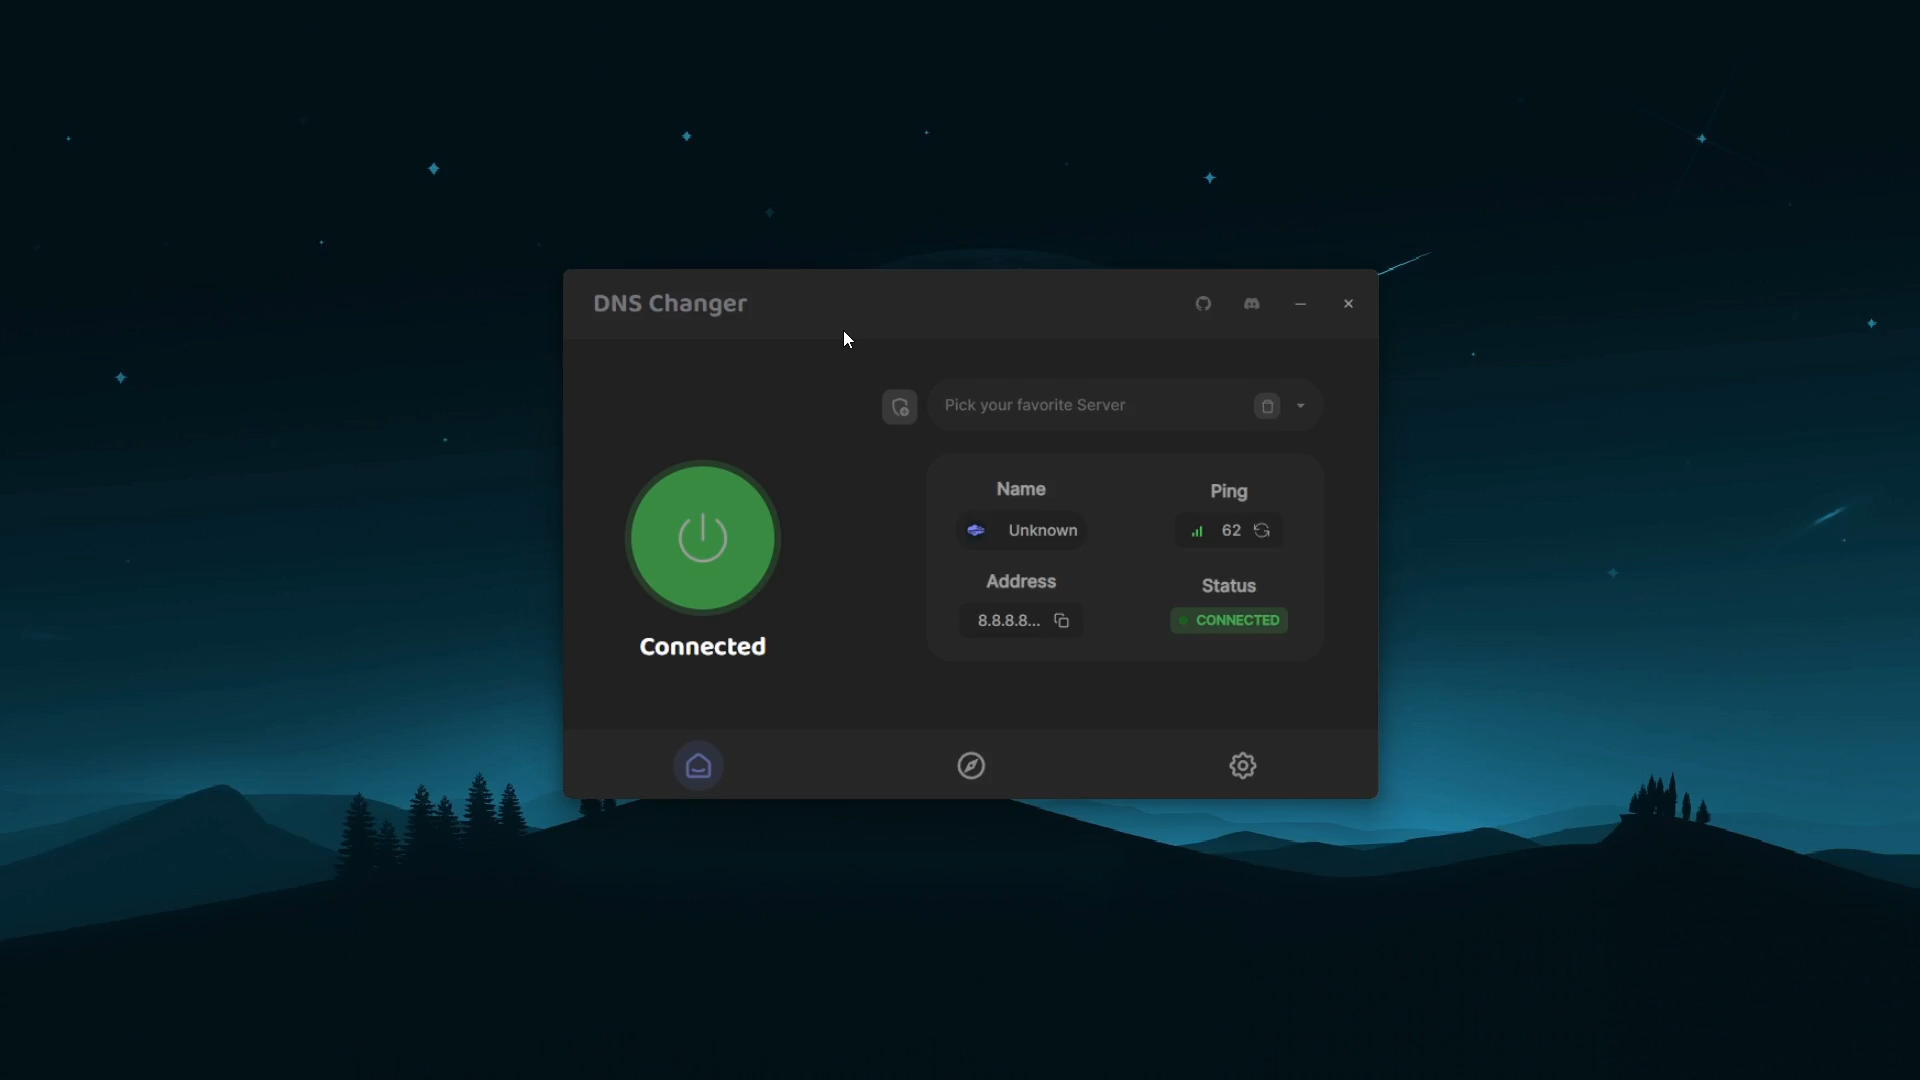 DNS Changer
Pick your favorite Server
Name
Ping
Unknown
62
Address
Status
8.8.8.8...
CONNECTED
Connected